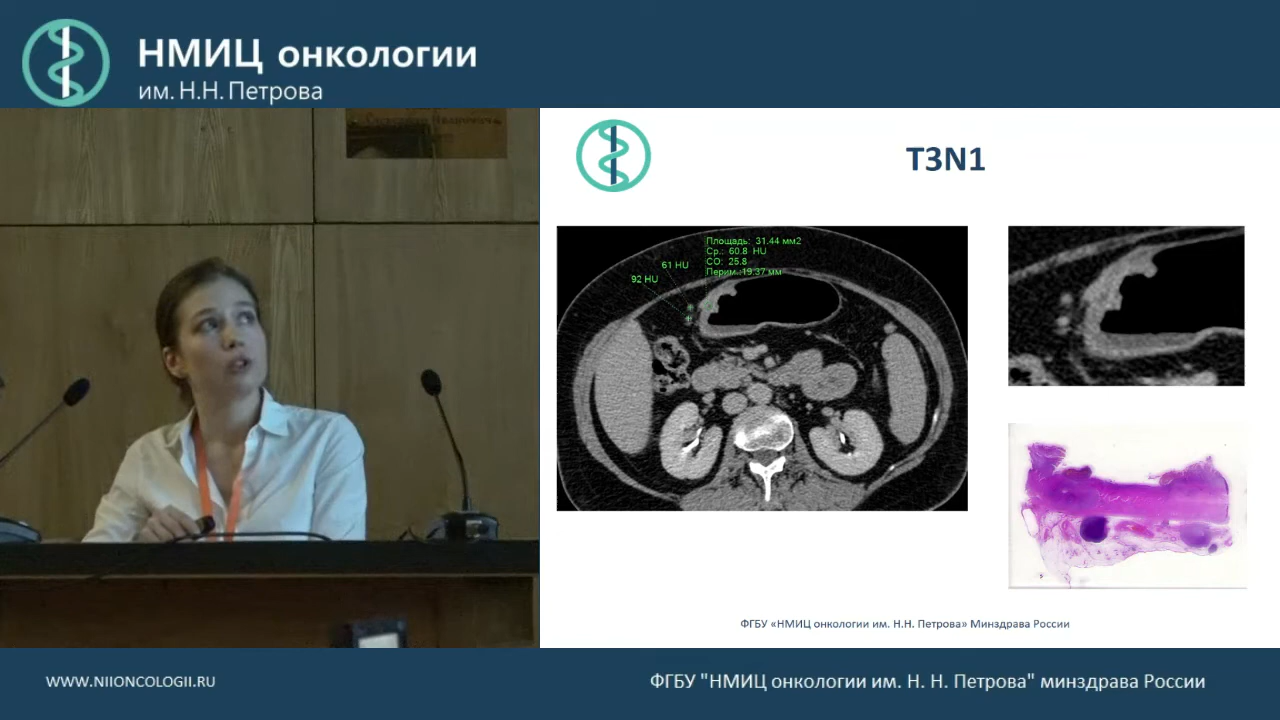 НМИЦ онкологии
им. Н.Н. Петрова
T3N1
Площадь: 31.44 мм2
Ср.: 60.8 HU
СО: 25.8
Перим.:19.37 мм
61 HU
92 HU
ФГБУ «НМИЦ онкологии им. Н.Н. Петрова» Минздрава России
WWW.NIIONCOLOGII.RU
ФГБУ "НМИЦ онкологии им. Н. Н. Петрова" минздрава России